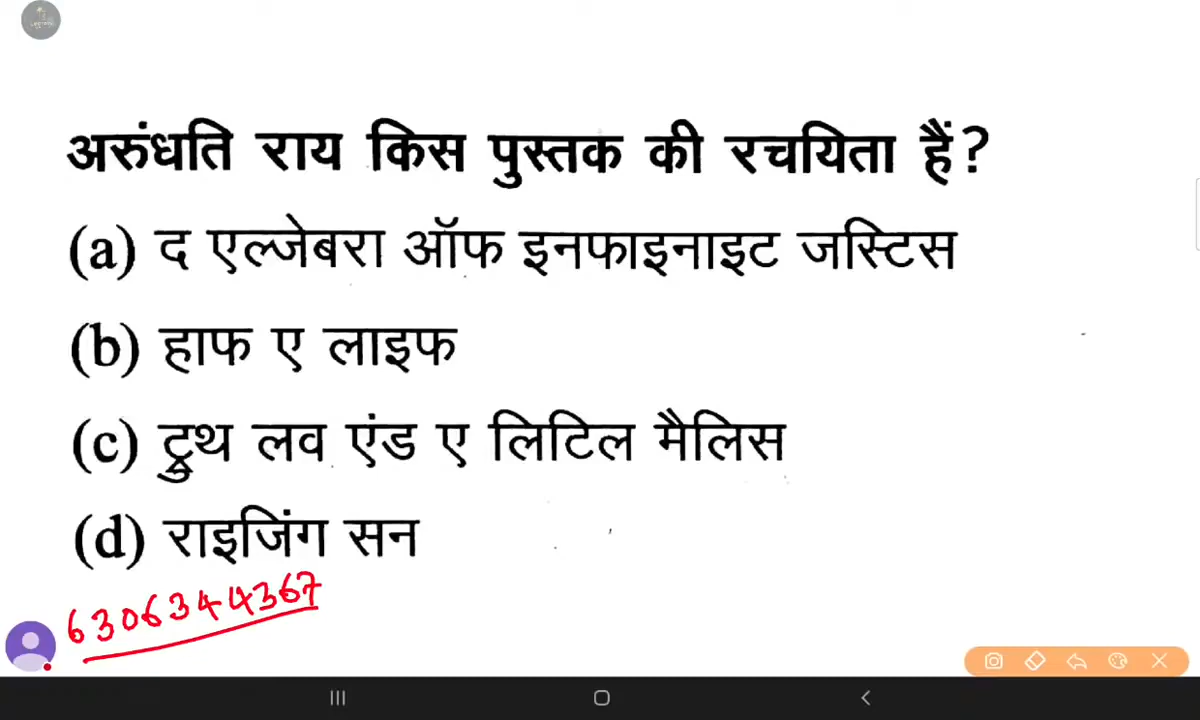 अरुंधति राय किस पुस्तक की रचयिता हैं?
(a) द एल्जेबरा ऑफ इनफाइनाइट जस्टिस
(b) हाफ ए लाइफ
(c) ट्रुथ लव एंड ए लिटिल मैलिस
(d) राइजिंग सन
6306344367